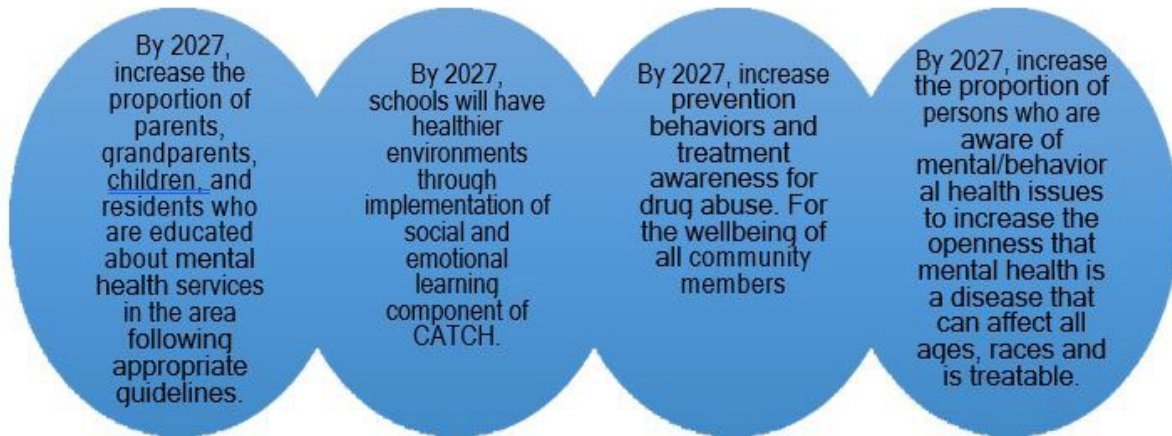 By 2027,
increase the
proportion of
parents,
grandparents,
children, and
residents who
are educated
about mental
health services
in the area
following
appropriate
guidelines.
By 2027,
schools will have
healthier
environments
through
implementation of
social and
emotional
learning
component of
CATCH.
By 2027, increase
prevention
behaviors and
treatment
awareness for
drug abuse. For
the wellbeing of
all community
members
By 2027, increase
the proportion of
persons who are
aware of
mental/behavior
al health issues
to increase the
openness that
mental health is
a disease that
can affect all
ages, races and
is treatable.